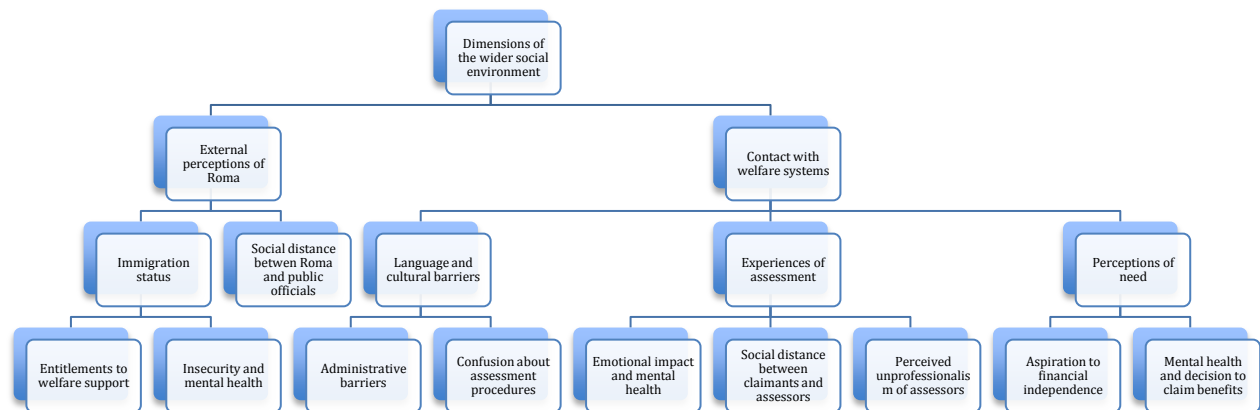 Dimensions of
the wider social
environment
External
perceptions of
Roma
Contact with
welfare systems
Immigration
status
Social distance
betwen Roma
and public
officials
Language and
cultural barriers
Experiences of
assessment
Perceptions of
need
Entitlements to
welfare support
Insecurity and
mental health
Administrative
barriers
Confusion about
assessment
procedures
Emotional impact
and mental
health
Social distance
between
claimants and
assessors
Perceived
unprofessionalis
m of assessors
Aspiration to
financial
independence
Mental health
and decision to
claim benefits